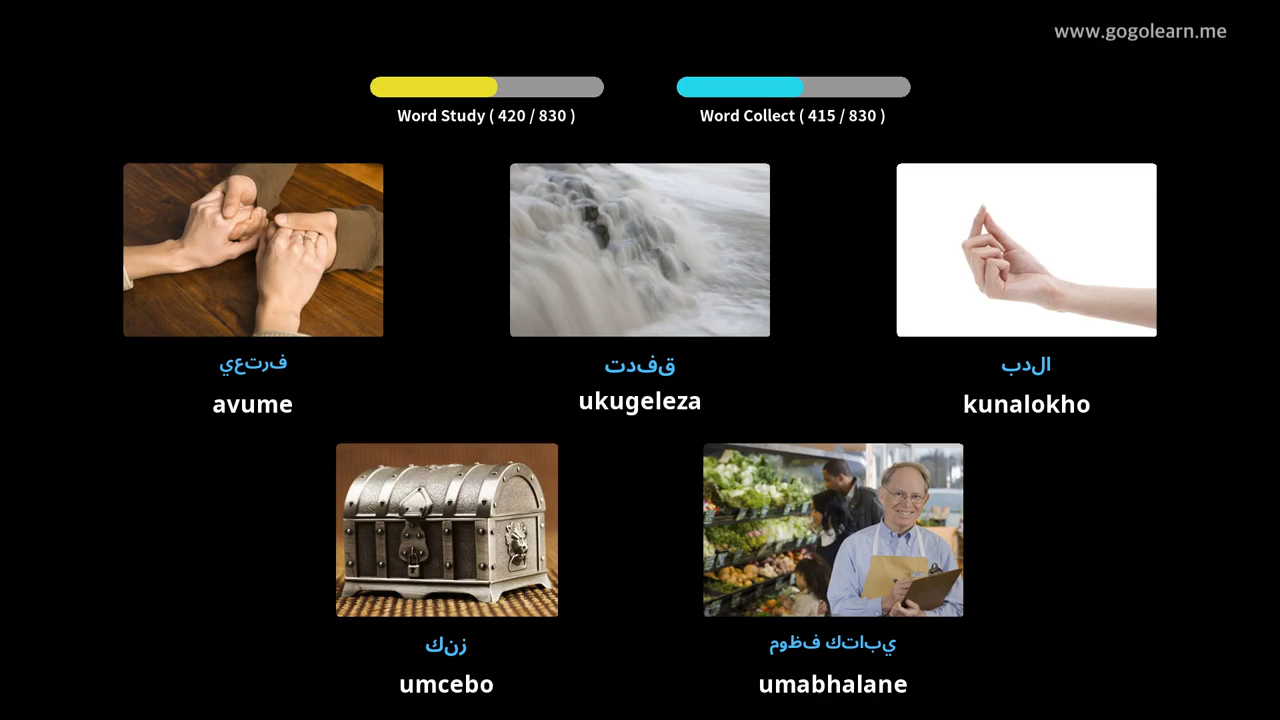 www.gogolearn.me
Word Study ( 420 / 830 )
Word Collect ( 415 / 830 )
فرتعي
avume
قفدت
ukugeleza
الدب
kunalokho
زنك
umcebo
يباتك فظوم
umabhalane